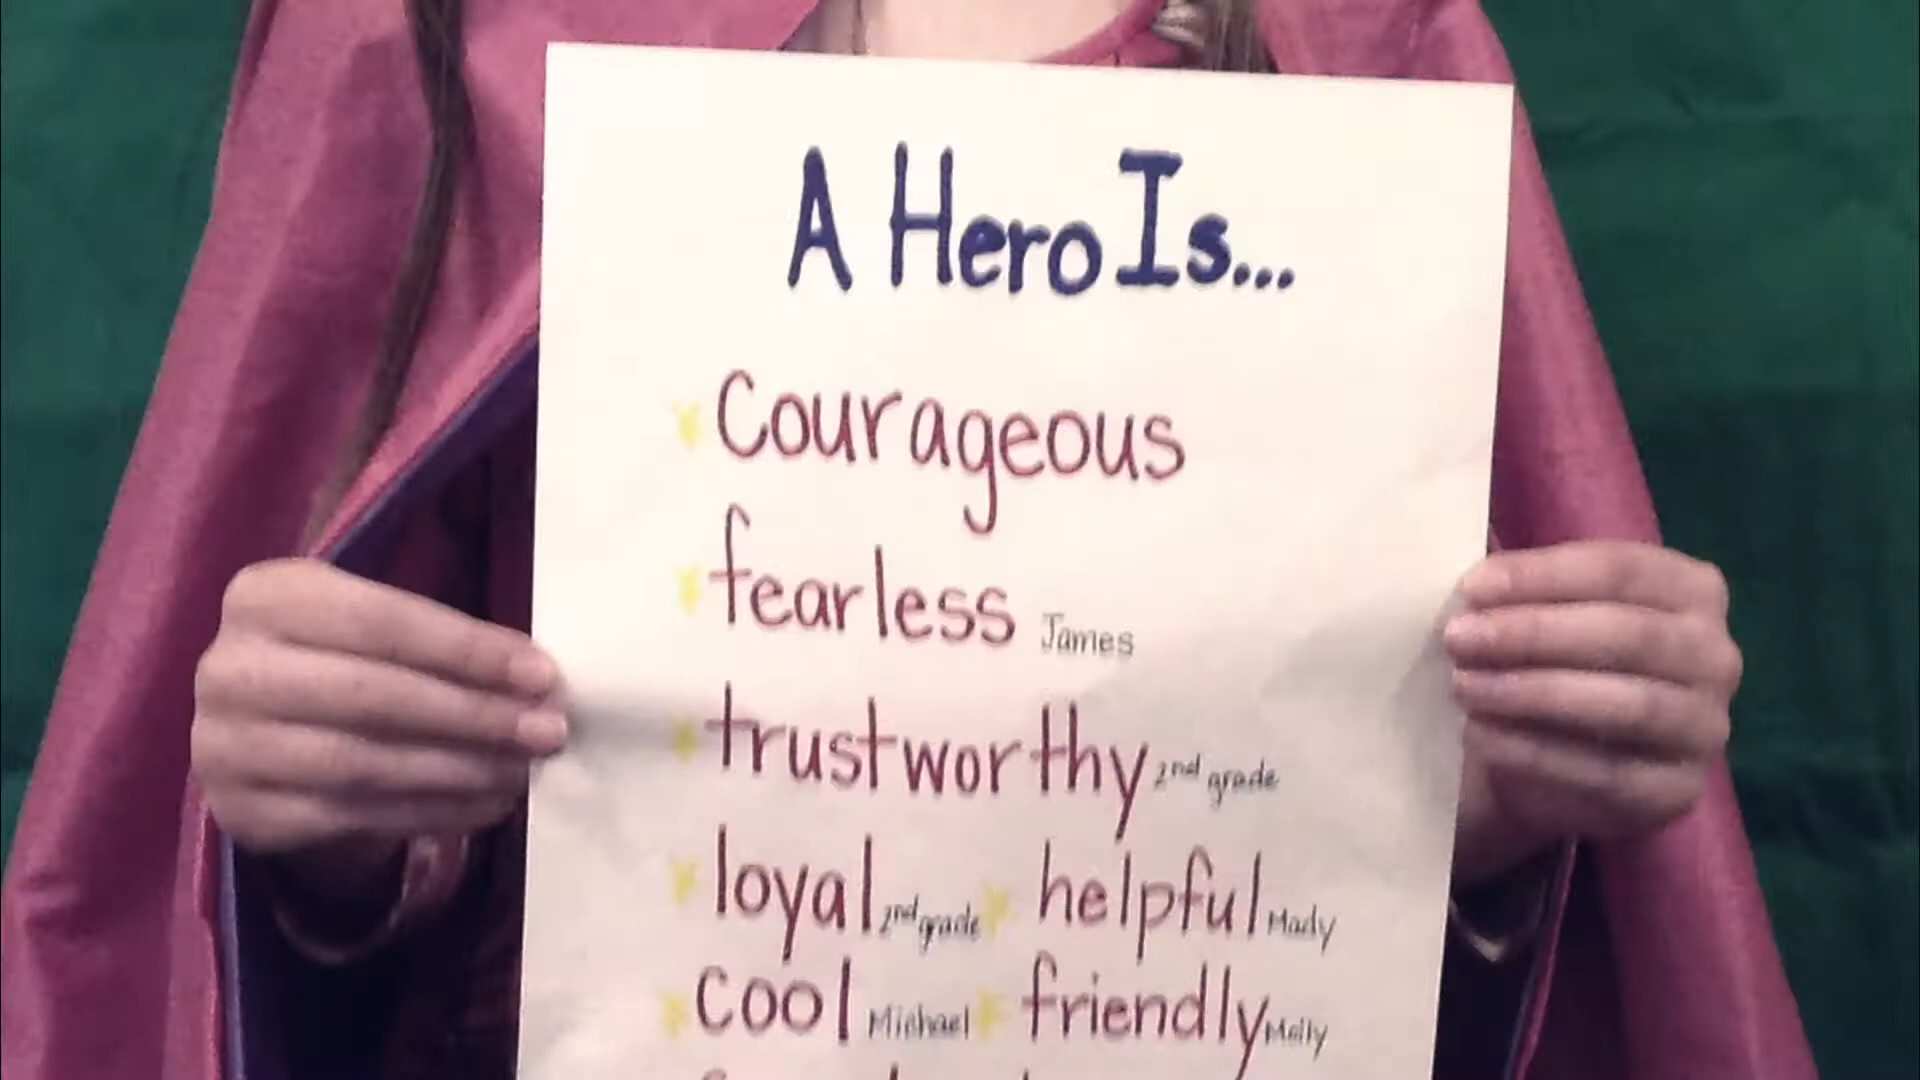 A Hero Is...
Courageous
fearless James
trustworthy 2nd grade
loyal 2nd grade helpful Mady
cool Michael friendly Molly